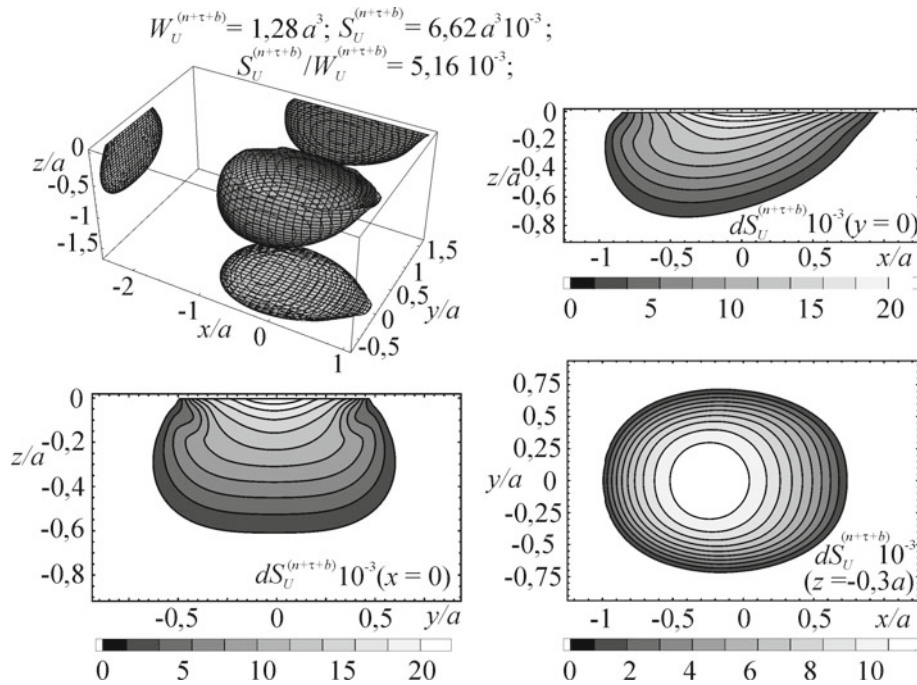 W_U^(n+τ+b) = 1,28 a^3; S_U^(n+τ+b) = 6,62 a^3 10^-3;
S_U^(n+τ+b)/W_U^(n+τ+b) = 5,16 10^-3;
z/a
0
-0,5
-1
-1,5
-2
-1
0
1
x/a
-0,5
0
0,5
1
1,5
y/a
0
-0,2
-0,4
-0,6
-0,8
z/a
dS_U^(n+τ+b) 10^-3 (y = 0)
-1 -0,5 0 0,5 x/a
0 5 10 15 20
0
-0,2
-0,4
-0,6
-0,8
z/a
dS_U^(n+τ+b) 10^-3 (x = 0)
-0,5 0 0,5 y/a
0 5 10 15 20
0,75
0,5
0,25
0
-0,25
-0,5
-0,75
y/a
dS_U^(n+τ+b) 10^-3
(z =-0,3a)
-1 -0,5 0 0,5 x/a
0 2 4 6 8 10